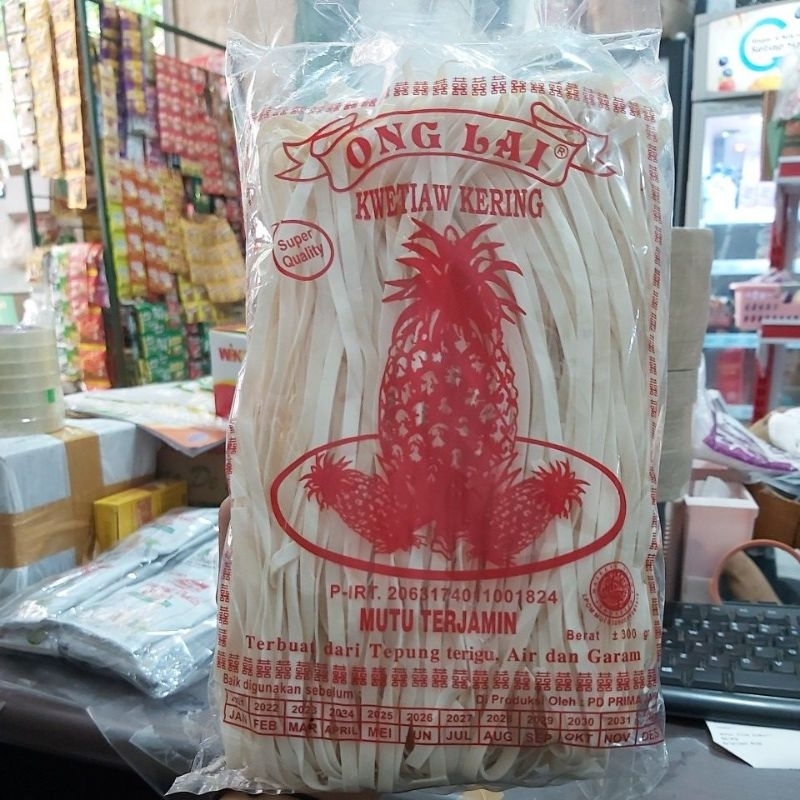 ONG LAI ®
KWETIAW KERING
Super
Quality
P-IRT. 2063174011001824
MUTU TERJAMIN
Berat ± 300 gr
Terbuat dari Tepung terigu, Air dan Garam
Baik digunakan sebelum :
Di Produksi Oleh : PD PRIMA
2021 2022 2023 2024 2025 2026 2027 2028 2029 2030 2031
JAN FEB MAR APRIL MEI JUN JUL AUG SEP OKT NOV DES